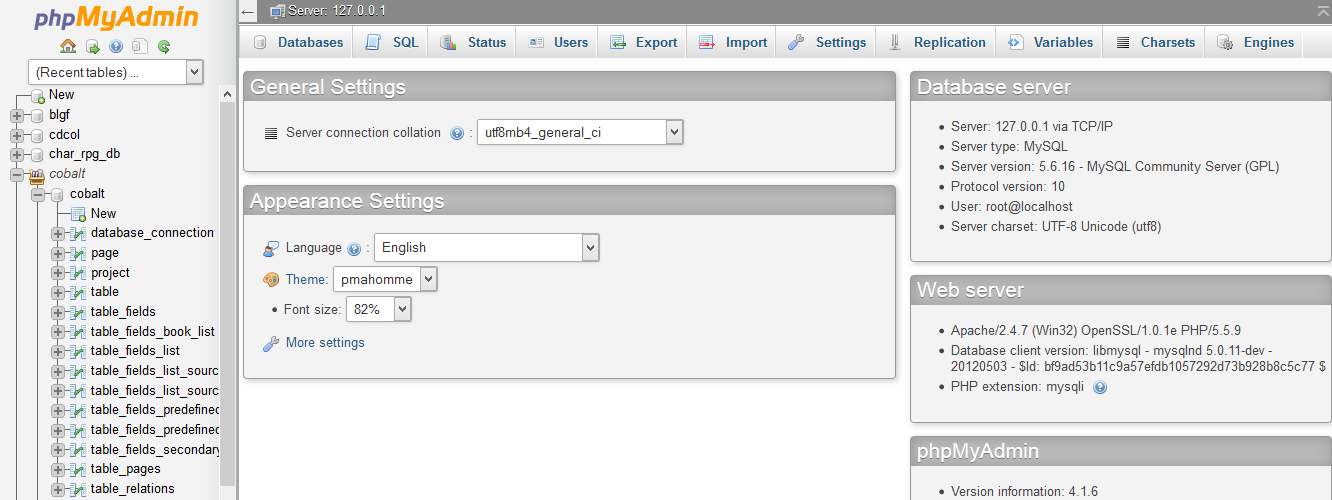 phpMyAdmin
(Recent tables) ...
New
blgf
cdcol
char_rpg_db
cobalt
cobalt
New
database_connection
page
project
table
table_fields
table_fields_book_list
table_fields_list
table_fields_list_sourc
table_fields_list_sourc
table_fields_predefined
table_fields_predefined
table_fields_secondary
table_pages
table_relations
Server: 127.0.0.1
Databases SQL Status Users Export Import Settings Replication Variables Charsets Engines
General Settings
Server connection collation : utf8mb4_general_ci
Appearance Settings
Language : English
Theme: pmahomme
Font size: 82%
More settings
Database server
Server: 127.0.0.1 via TCP/IP
Server type: MySQL
Server version: 5.6.16 - MySQL Community Server (GPL)
Protocol version: 10
User: root@localhost
Server charset: UTF-8 Unicode (utf8)
Web server
Apache/2.4.7 (Win32) OpenSSL/1.0.1e PHP/5.5.9
Database client version: libmysql - mysqlnd 5.0.11-dev -
20120503 - $Id: bf9ad53b11c9a57efdb1057292d73b928b8c5c77 $
PHP extension: mysqli
phpMyAdmin
Version information: 4.1.6